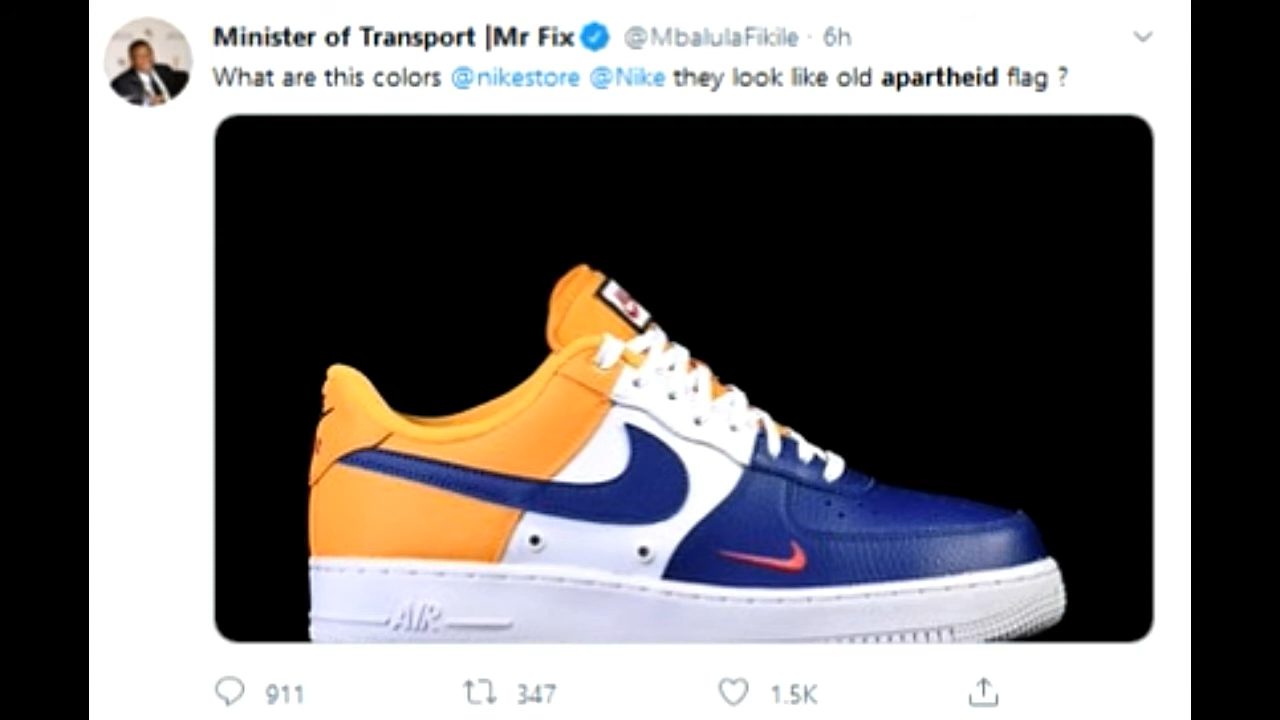 Minister of Transport |Mr Fix @MbalulaFikile · 6h
What are this colors @nikestore @Nike they look like old apartheid flag ?
AIR
911 347 1.5K